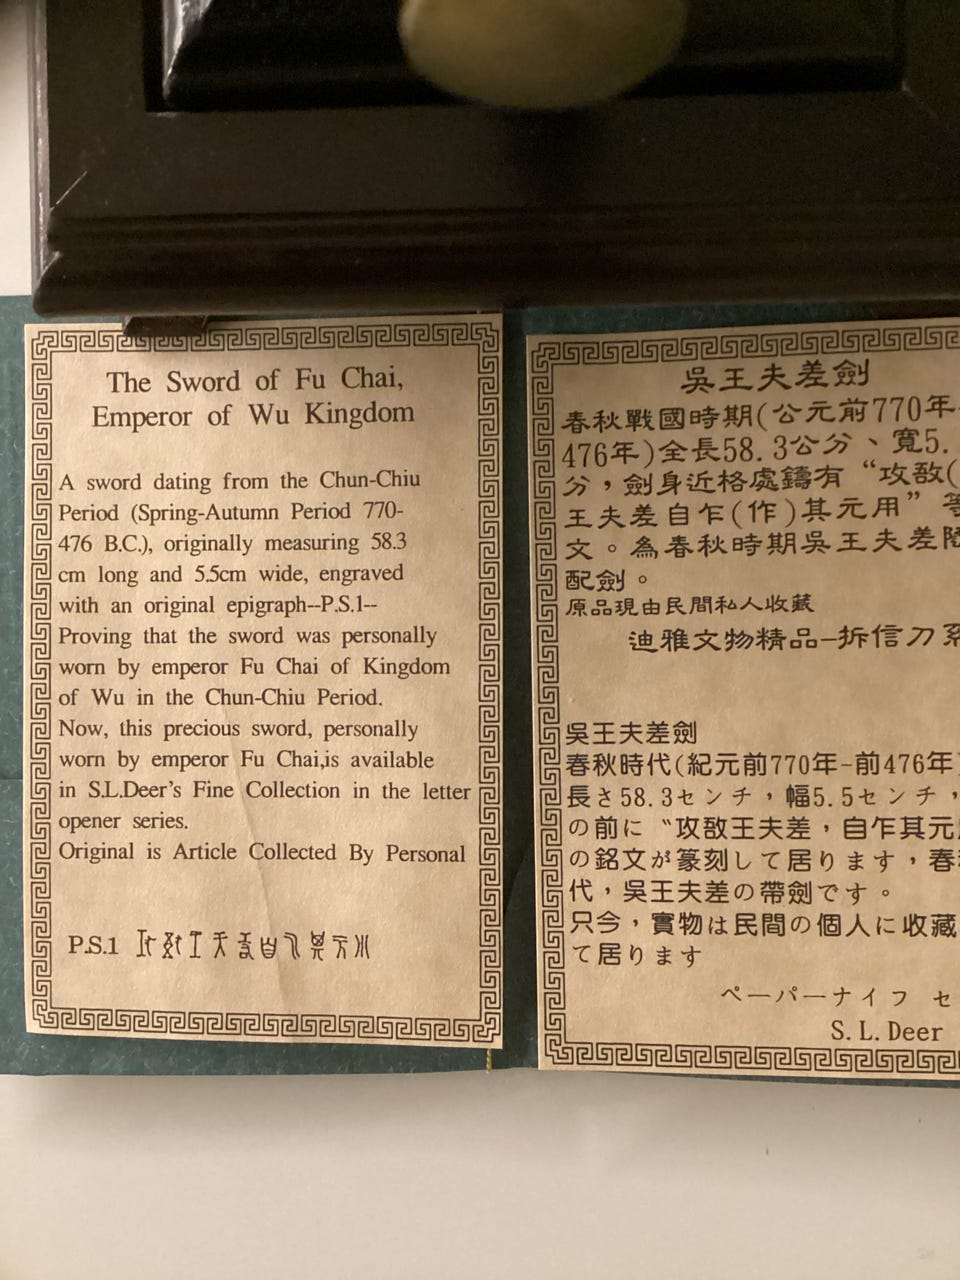 The Sword of Fu Chai,
Emperor of Wu Kingdom
A sword dating from the Chun-Chiu
Period (Spring-Autumn Period 770-
476 B.C.), originally measuring 58.3
cm long and 5.5cm wide, engraved
with an original epigraph--P.S.1--
Proving that the sword was personally
worn by emperor Fu Chai of Kingdom
of Wu in the Chun-Chiu Period.
Now, this precious sword, personally
worn by emperor Fu Chai,is available
in S.L.Deer's Fine Collection in the letter
opener series.
Original is Article Collected By Personal
P.S.1
吳王夫差劍
春秋戰國時期(公元前770年-
476年)全長58.3公分、寬5.
分，劍身近格處鑄有“攻敔(
王夫差自乍(作)其元用”等
文。為春秋時期吳王夫差
配劍。
原品現由民間私人收藏
迪雅文物精品-拆信刀系
吳王夫差劍
春秋時代(紀元前770年-前476年)
長さ58.3センチ，幅5.5センチ，
の前に〝攻敔王夫差，自乍其元
の銘文が篆刻して居ります，春
代，吳王夫差の帶劍です。
只今，實物は民間の個人に收藏
て居ります
ペーパーナイフ セ
S.L.Deer